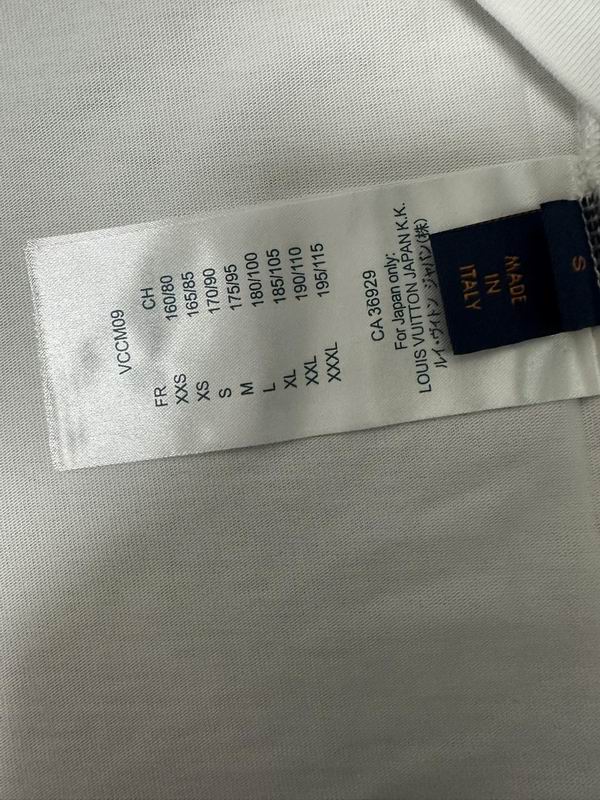 VCCM09
FR CH
XXS 160/80
XS 165/85
S 170/90
M 175/95
L 180/100
XL 185/105
XXL 190/110
XXXL 195/115
CA 36929
For Japan only:
LOUIS VUITTON JAPAN K.K.
ルイ・ヴィトン ジャパン(株)
MADE
IN
ITALY
S